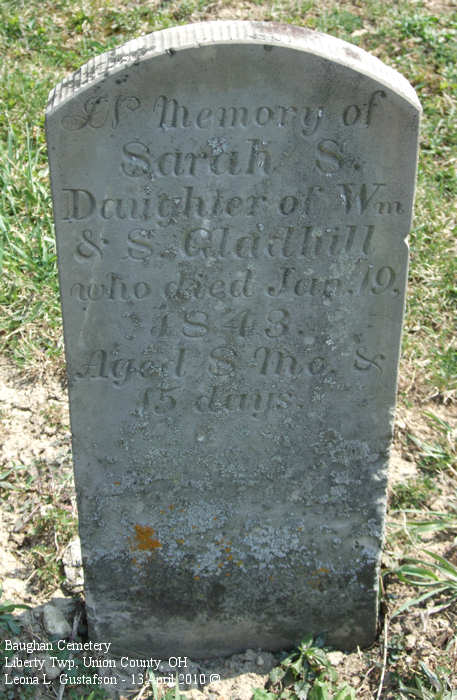 In Memory of
Sarah S.
Daughter of Wm
& S. Gladhill
who died Jan. 19,
1843.
Aged 8 Mo. &
15 days.
Baughan Cemetery
Liberty Twp. Union County, OH
Leona L. Gustafson - 13 April 2010 ©